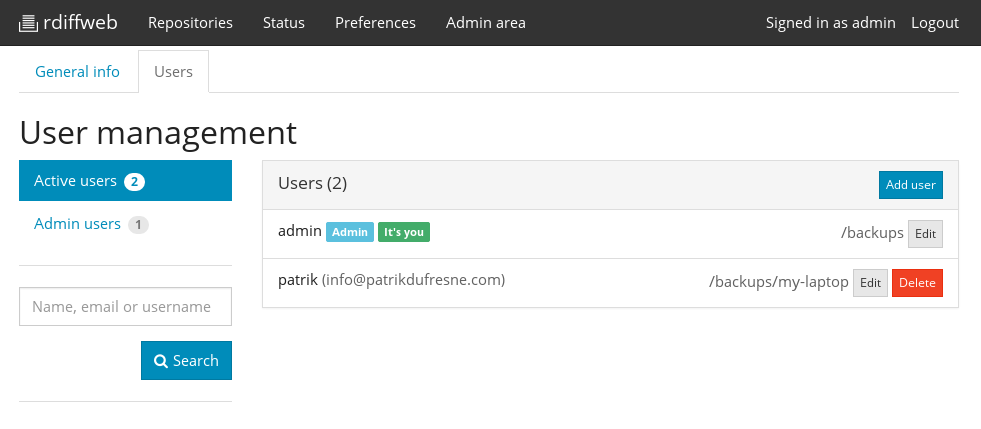 rdiffweb Repositories Status Preferences Admin area Signed in as admin Logout
General info Users
User management
Active users 2
Admin users 1
Name, email or username
Search
Users (2) Add user
admin Admin It's you /backups Edit
patrik (info@patrikdufresne.com) /backups/my-laptop Edit Delete